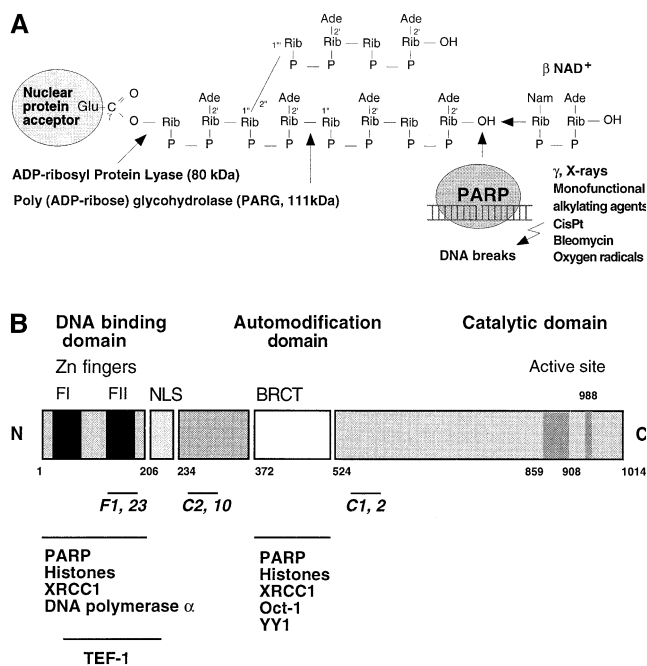 A
Ade Ade
1''' Rib Rib 2' Rib Rib 2' OH
P P P P
β NAD+
Nuclear
protein
acceptor
Glu C O
γ
O Rib Rib Rib Rib Rib Rib Rib Rib OH Rib Rib OH
Ade Ade Ade Nam Ade
2' 1'' 2'' 2' 1'' 2' 2' 2'
P P P P P P P P P P
ADP-ribosyl Protein Lyase (80 kDa)
Poly (ADP-ribose) glycohydrolase (PARG, 111kDa)
PARP
DNA breaks
γ, X-rays
Monofunctional
alkylating agents
CisPt
Bleomycin
Oxygen radicals
B
DNA binding
domain
Automodification
domain
Catalytic domain
Zn fingers
Active site
FI FII NLS BRCT 988
N C
1 206 234 372 524 859 908 1014
F1, 23 C2, 10 C1, 2
PARP
Histones
XRCC1
DNA polymerase α
TEF-1
PARP
Histones
XRCC1
Oct-1
YY1